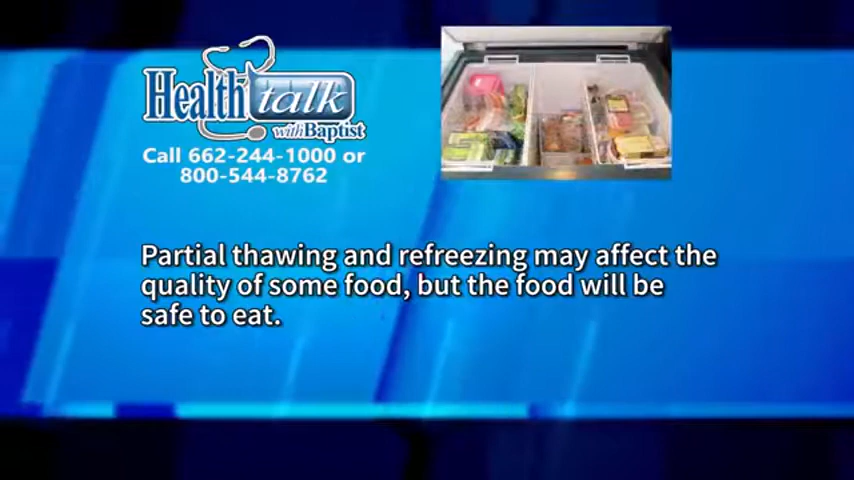 Health talk
with Baptist
Call 662-244-1000 or
800-544-8762
Partial thawing and refreezing may affect the
quality of some food, but the food will be
safe to eat.